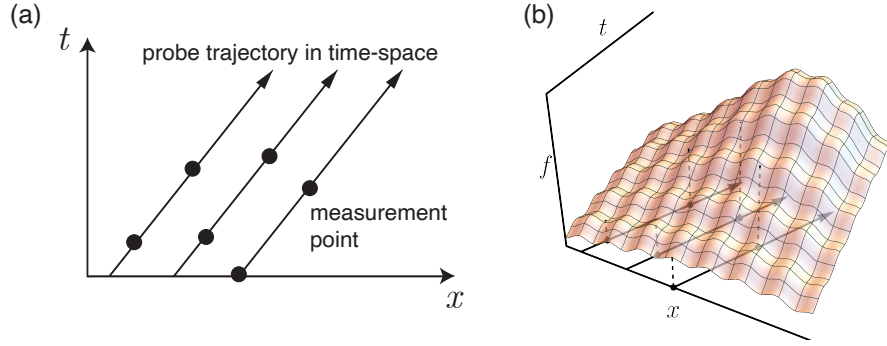 (a)
t
probe trajectory in time-space
measurement
point
x
(b)
t
f
x